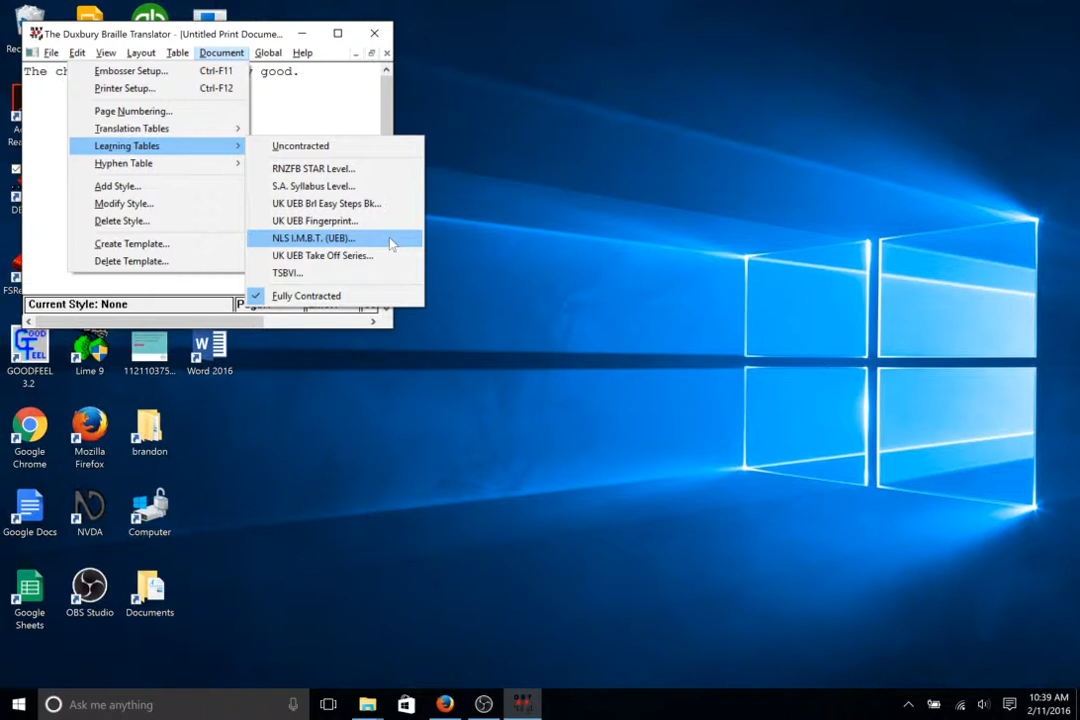 The Duxbury Braille Translator - [Untitled Print Docume...
File Edit View Layout Table Document Global Help
The ch good.
Embosser Setup... Ctrl-F11
Printer Setup... Ctrl-F12
Page Numbering...
Translation Tables
Learning Tables
Hyphen Table
Add Style...
Modify Style...
Delete Style...
Create Template...
Delete Template...
Uncontracted
RNZFB STAR Level...
S.A. Syllabus Level...
UK UEB Brl Easy Steps Bk...
UK UEB Fingerprint...
NLS I.M.B.T. (UEB)...
UK UEB Take Off Series...
TSBVI...
Fully Contracted
Current Style: None
GOOD
FEEL
GOODFEEL
3.2
Lime 9
112110375...
Word 2016
Google
Chrome
Mozilla
Firefox
brandon
Google Docs
NVDA
Computer
Google
Sheets
OBS Studio
Documents
Ask me anything
10:39 AM
2/11/2016